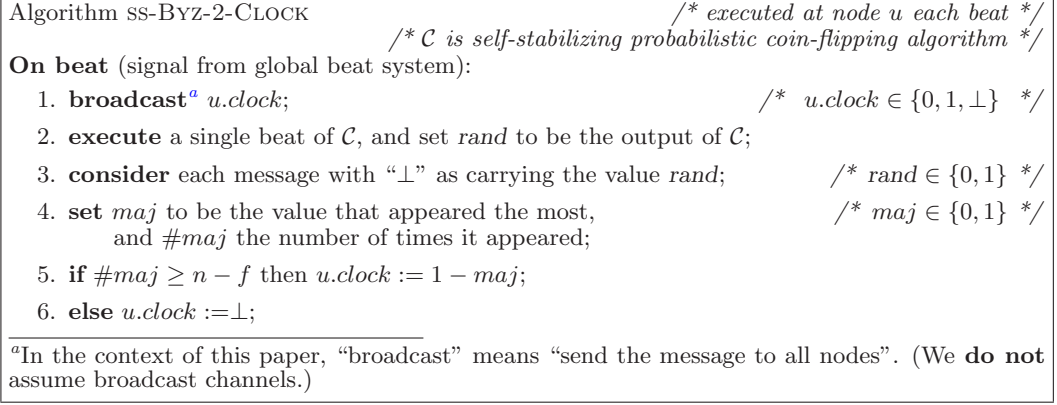 Algorithm SS-BYZ-2-CLOCK /* executed at node u each beat */
/* C is self-stabilizing probabilistic coin-flipping algorithm */
On beat (signal from global beat system):
1. broadcastᵃ u.clock; /* u.clock ∈ {0, 1, ⊥} */
2. execute a single beat of C, and set rand to be the output of C;
3. consider each message with “⊥” as carrying the value rand; /* rand ∈ {0, 1} */
4. set maj to be the value that appeared the most, /* maj ∈ {0, 1} */
and #maj the number of times it appeared;
5. if #maj ≥ n − f then u.clock := 1 − maj;
6. else u.clock :=⊥;
ᵃIn the context of this paper, “broadcast” means “send the message to all nodes”. (We do not
assume broadcast channels.)